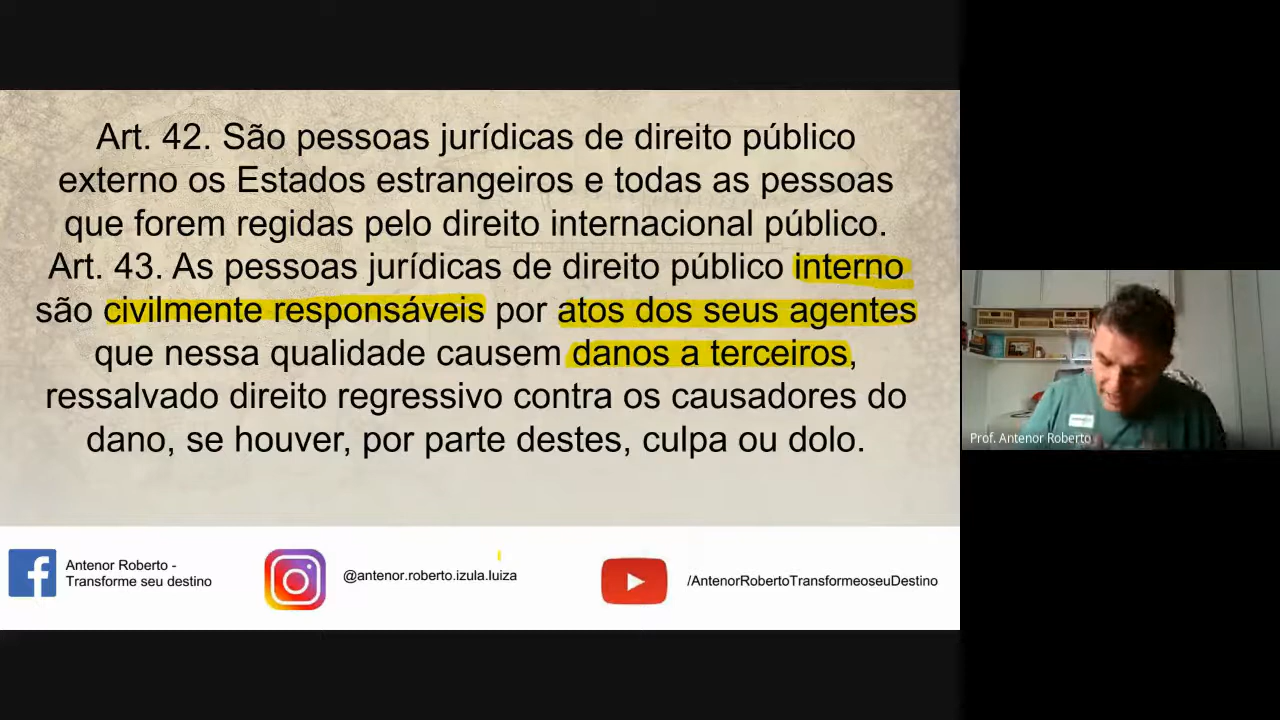 Art. 42. São pessoas jurídicas de direito público
externo os Estados estrangeiros e todas as pessoas
que forem regidas pelo direito internacional público.
Art. 43. As pessoas jurídicas de direito público interno
são civilmente responsáveis por atos dos seus agentes
que nessa qualidade causem danos a terceiros,
ressalvado direito regressivo contra os causadores do
dano, se houver, por parte destes, culpa ou dolo.
Antenor Roberto -
Transforme seu destino
@antenor.roberto.izula.luiza
/AntenorRobertoTransformeoseuDestino
Prof. Antenor Roberto